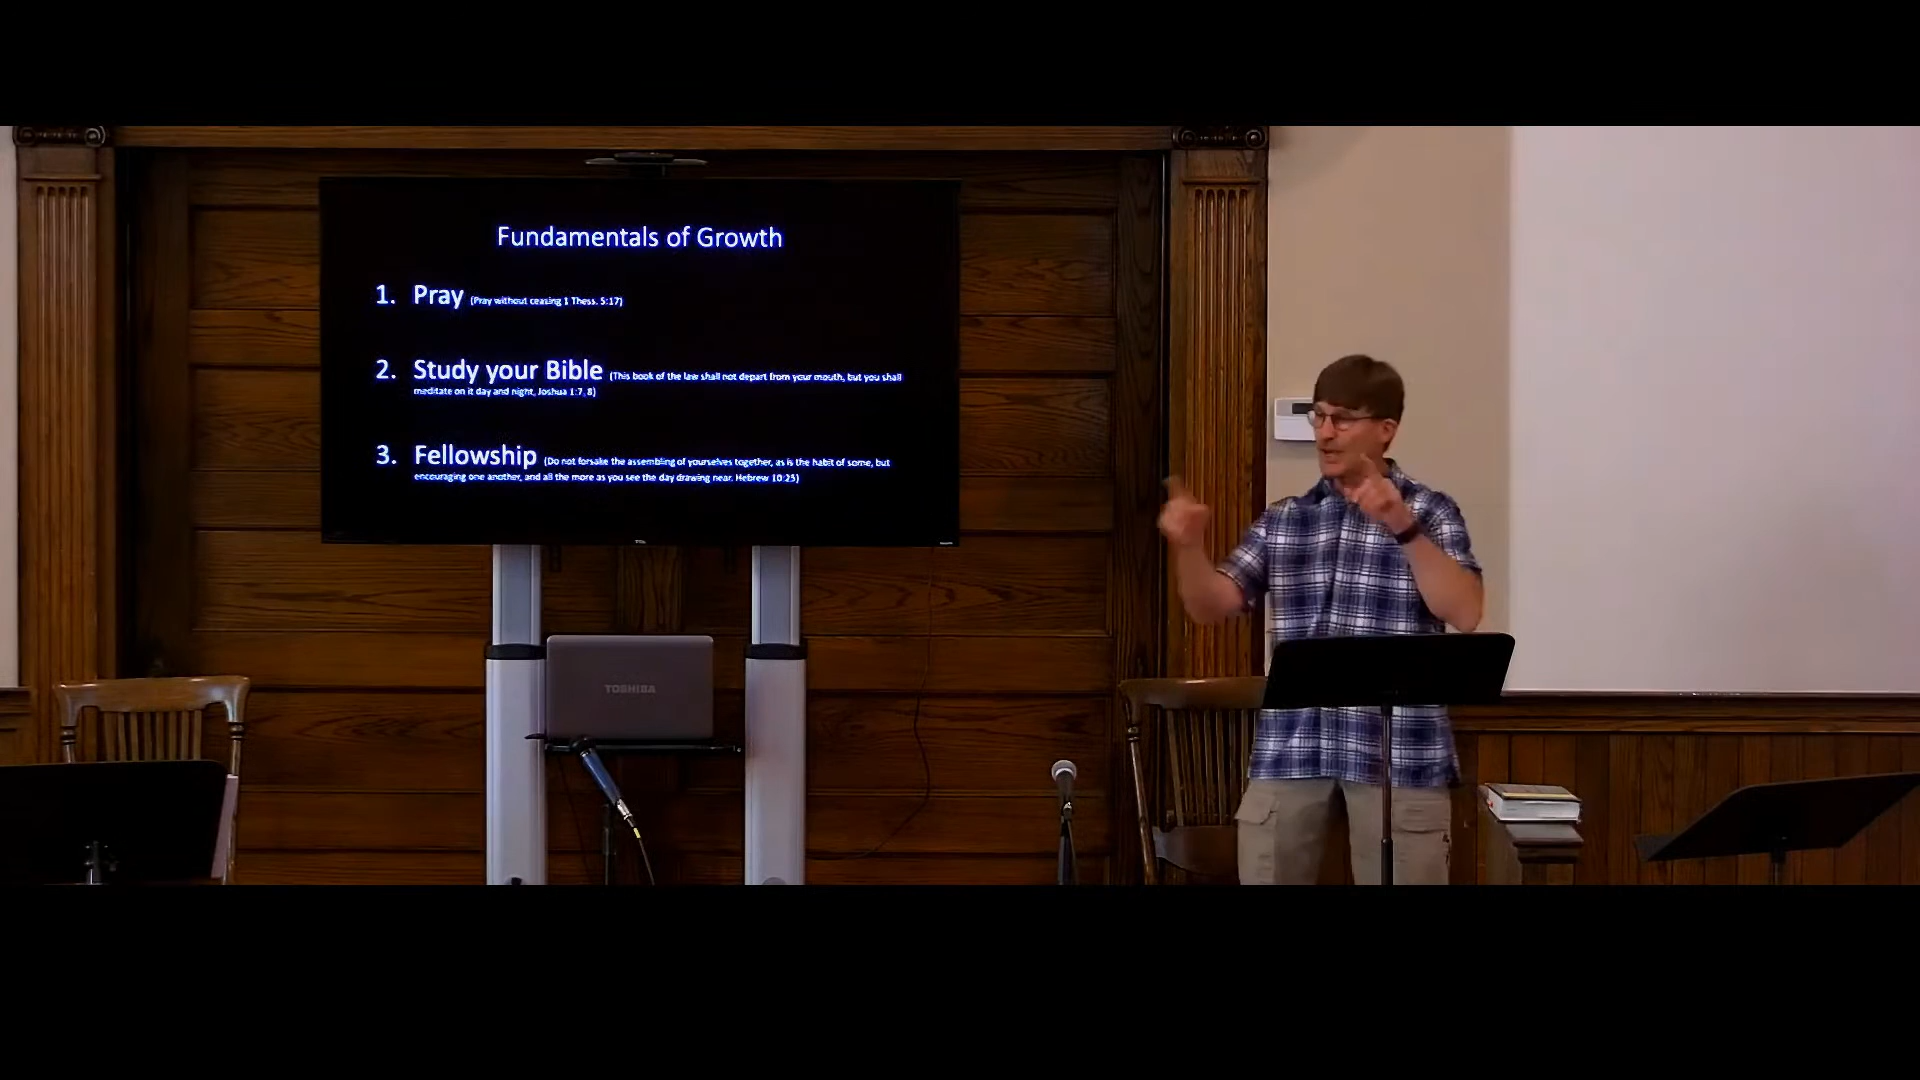 Fundamentals of Growth
1. Pray (Pray without ceasing 1 Thess. 5:17)
2. Study your Bible (This book of the law shall not depart from your mouth, but you shall
meditate on it day and night, Joshua 1:7, 8)
3. Fellowship (Do not forsake the assembling of yourselves together, as is the habit of some, but
encouraging one another, and all the more as you see the day drawing near. Hebrew 10:25)
TCL
TOSHIBA